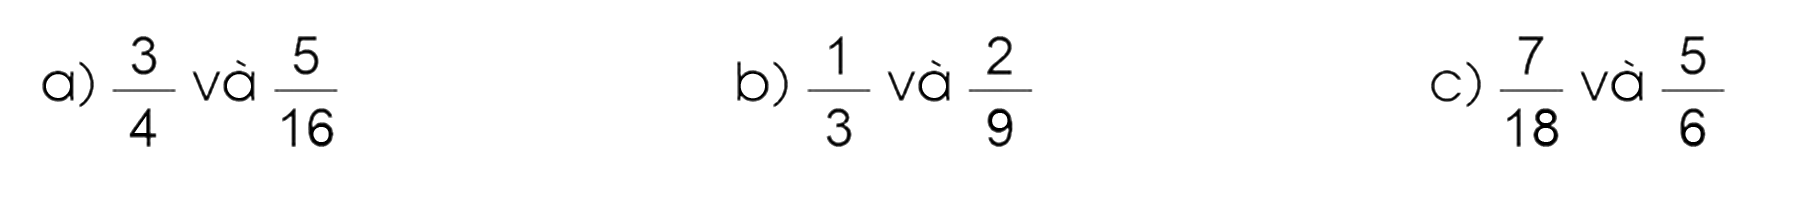 a) 3/4 và 5/16 b) 1/3 và 2/9 c) 7/18 và 5/6